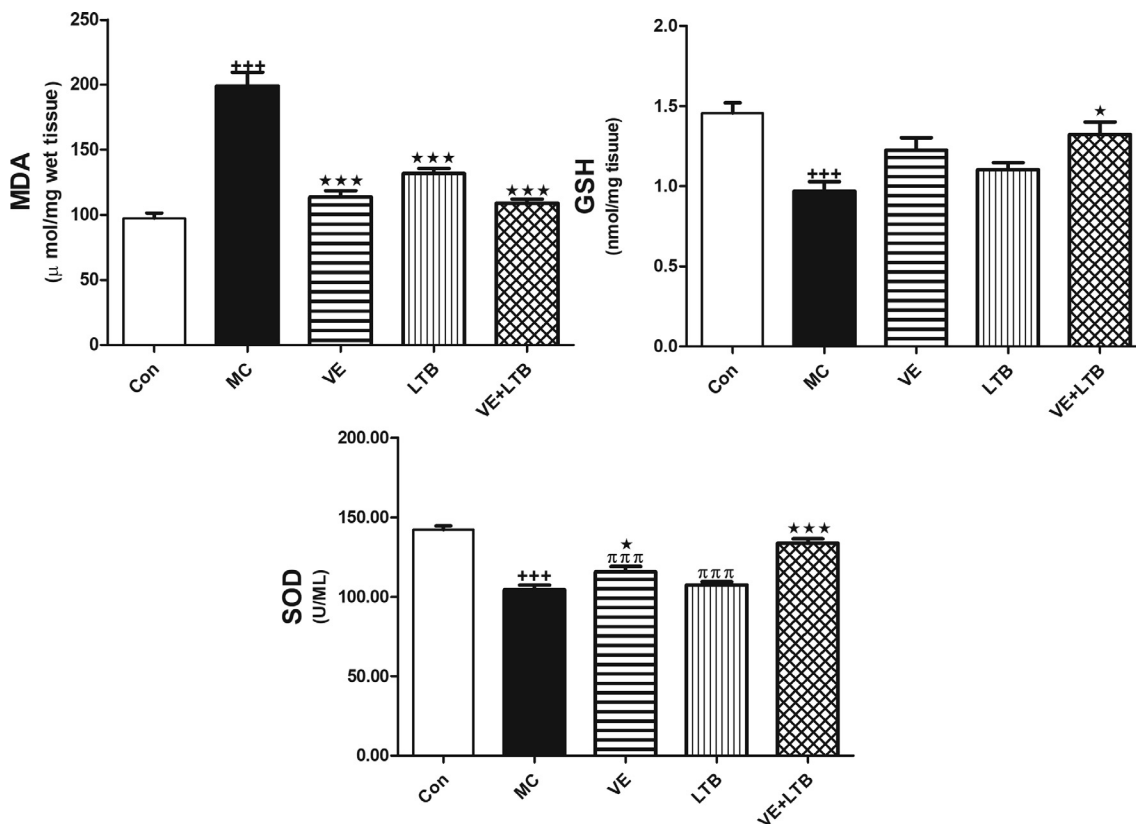 MDA
(μ mol/mg wet tissue)
250
200
150
100
50
0
+++
★★★
★★★
★★★
Con
MC
VE
LTB
VE+LTB
GSH
(nmol/mg tisuue)
2.0
1.5
1.0
0.5
0.0
+++
★
Con
MC
VE
LTB
VE+LTB
SOD
(U/ML)
200.00
150.00
100.00
50.00
0.00
+++
★
πππ
πππ
★★★
Con
MC
VE
LTB
VE+LTB